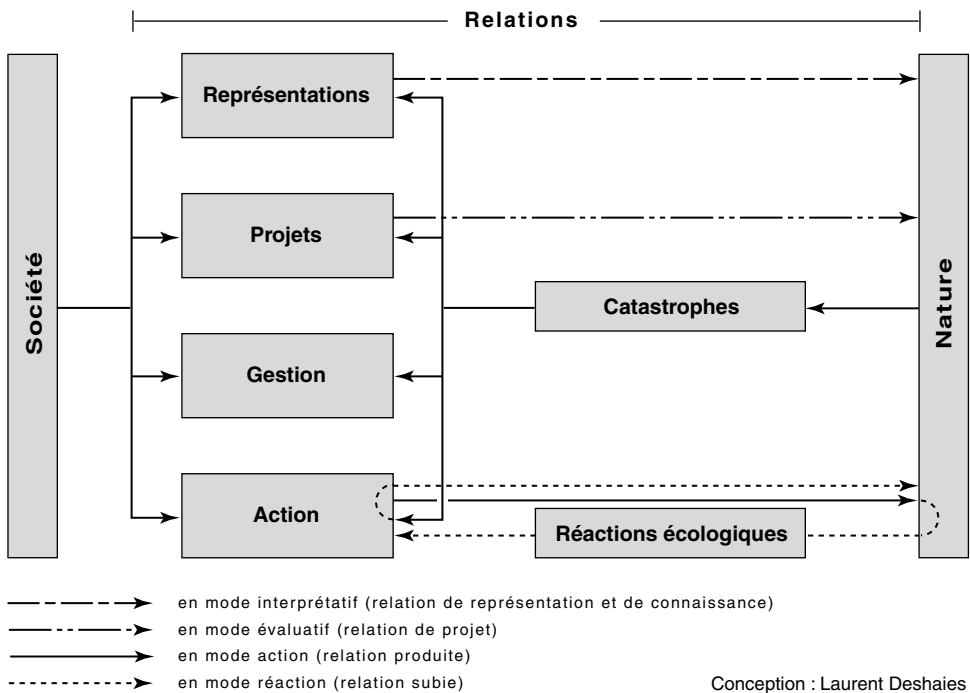 Relations
Société
Représentations
Projets
Gestion
Action
Catastrophes
Réactions écologiques
Nature
en mode interprétatif (relation de représentation et de connaissance)
en mode évaluatif (relation de projet)
en mode action (relation produite)
en mode réaction (relation subie)
Conception : Laurent Deshaies